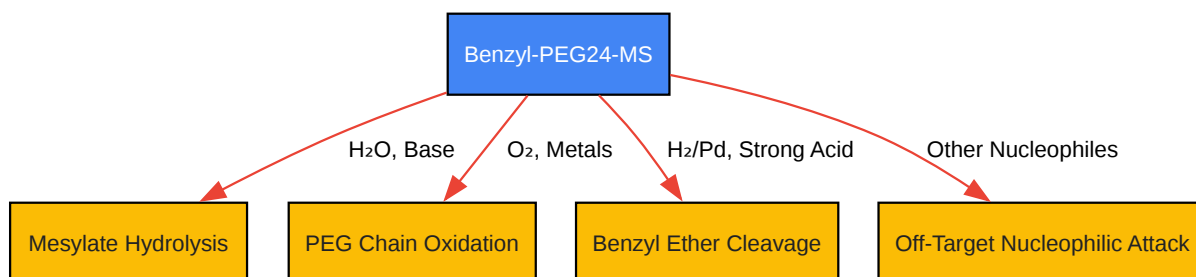 Benzyl-PEG24-MS
H₂O, Base
O₂, Metals
H₂/Pd, Strong Acid
Other Nucleophiles
Mesylate Hydrolysis
PEG Chain Oxidation
Benzyl Ether Cleavage
Off-Target Nucleophilic Attack